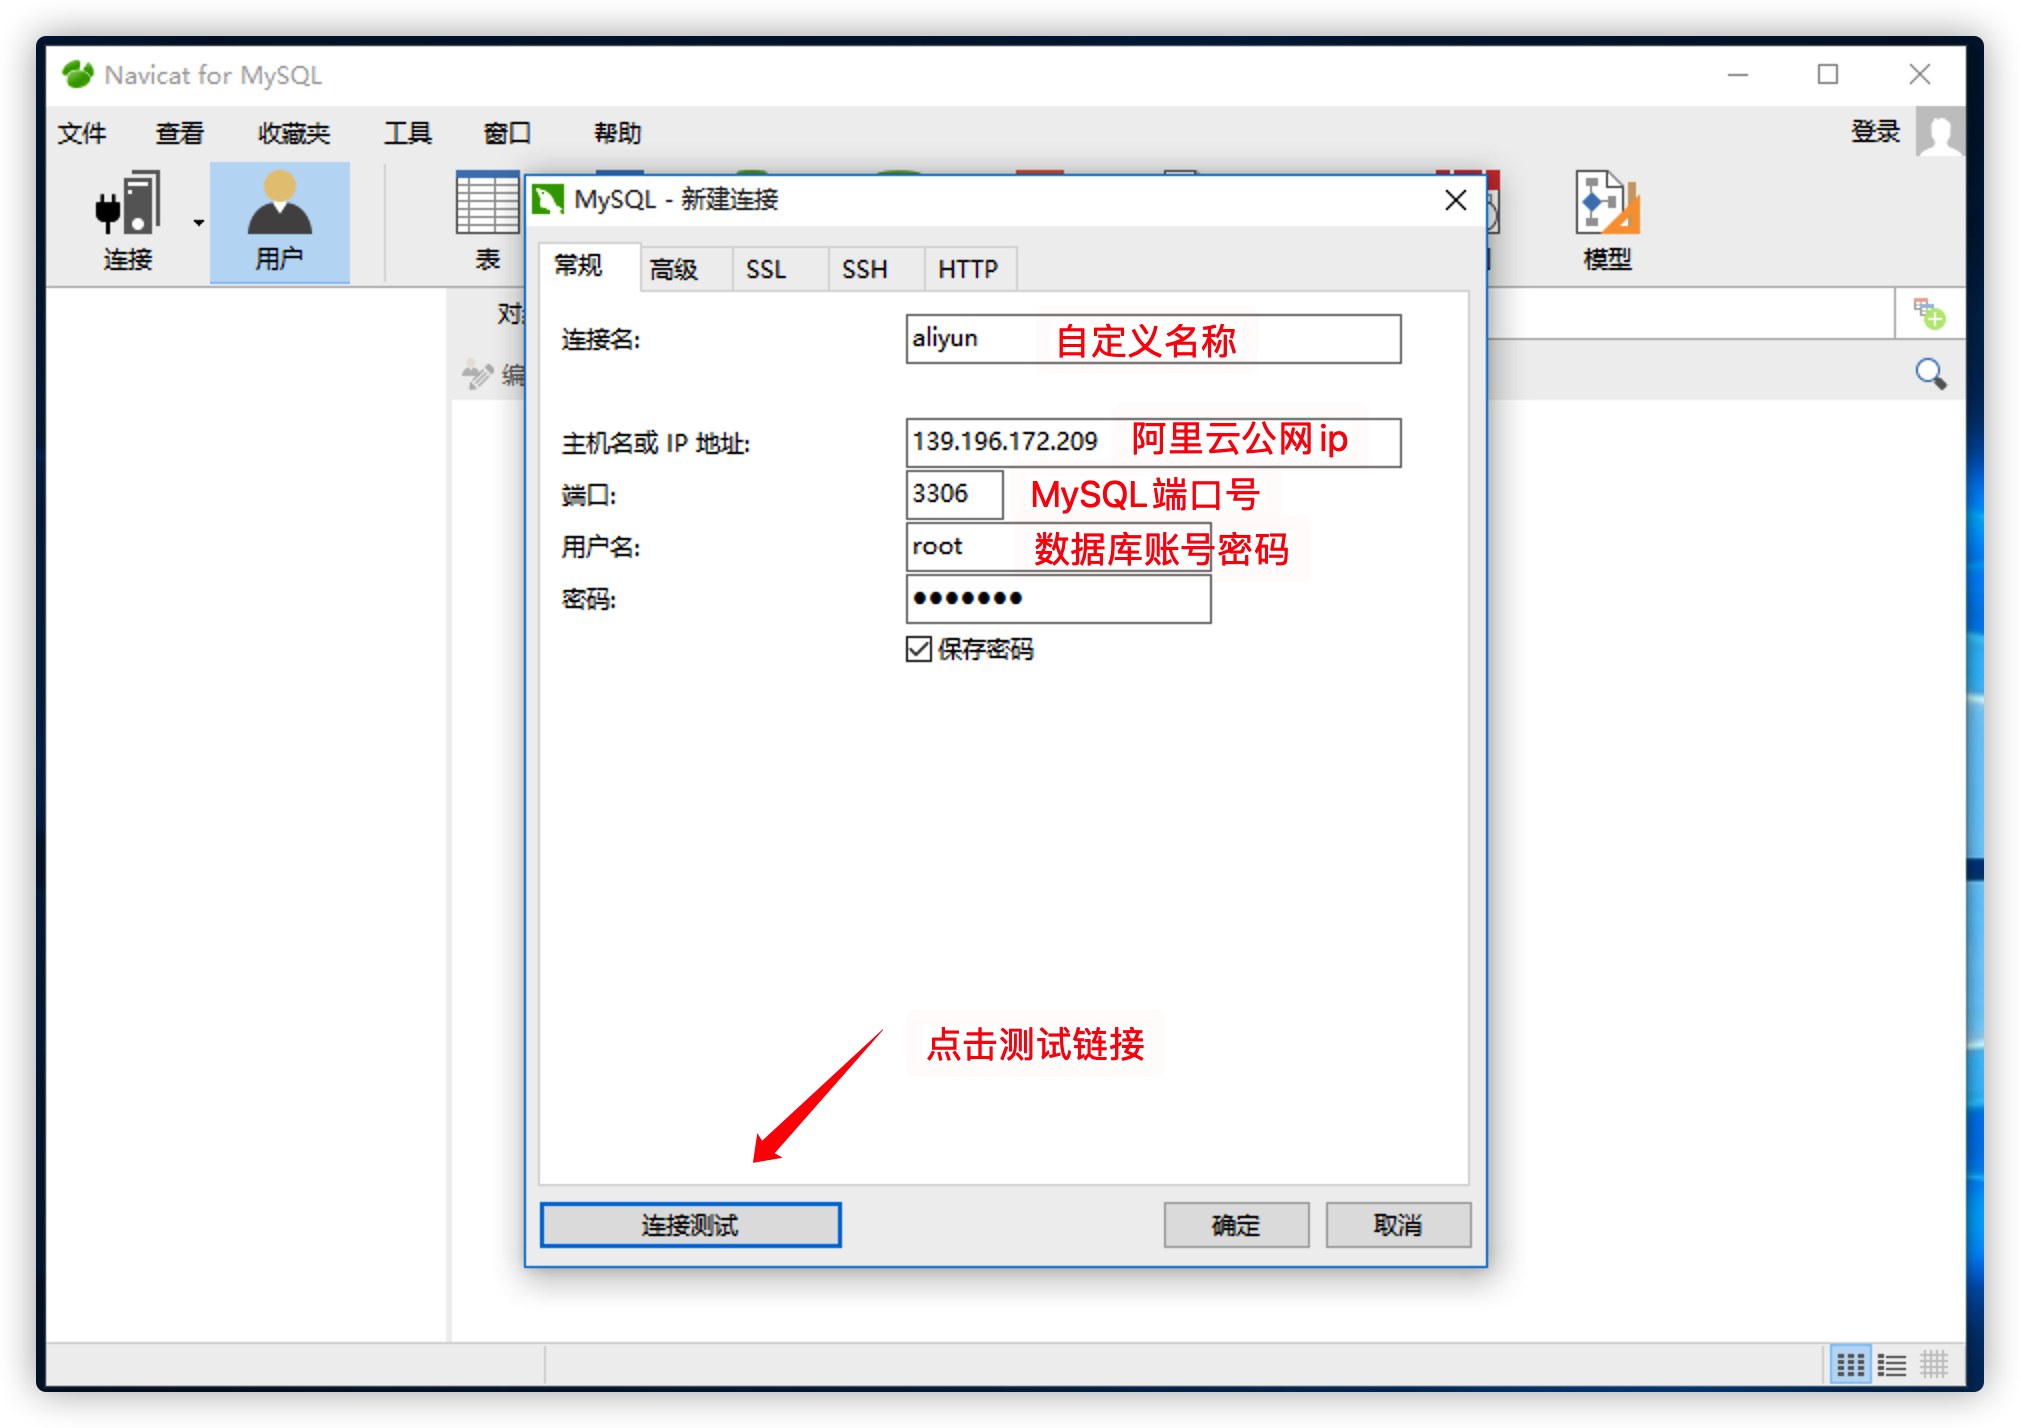 Navicat for MySQL
文件 查看 收藏夹 工具 窗口 帮助 登录
连接 用户 表 模型
MySQL - 新建连接
常规 高级 SSL SSH HTTP
对
编
连接名: aliyun 自定义名称
主机名或 IP 地址: 139.196.172.209 阿里云公网ip
端口: 3306 MySQL端口号
用户名: root 数据库账号密码
密码: ●●●●●●●
保存密码
点击测试链接
连接测试 确定 取消